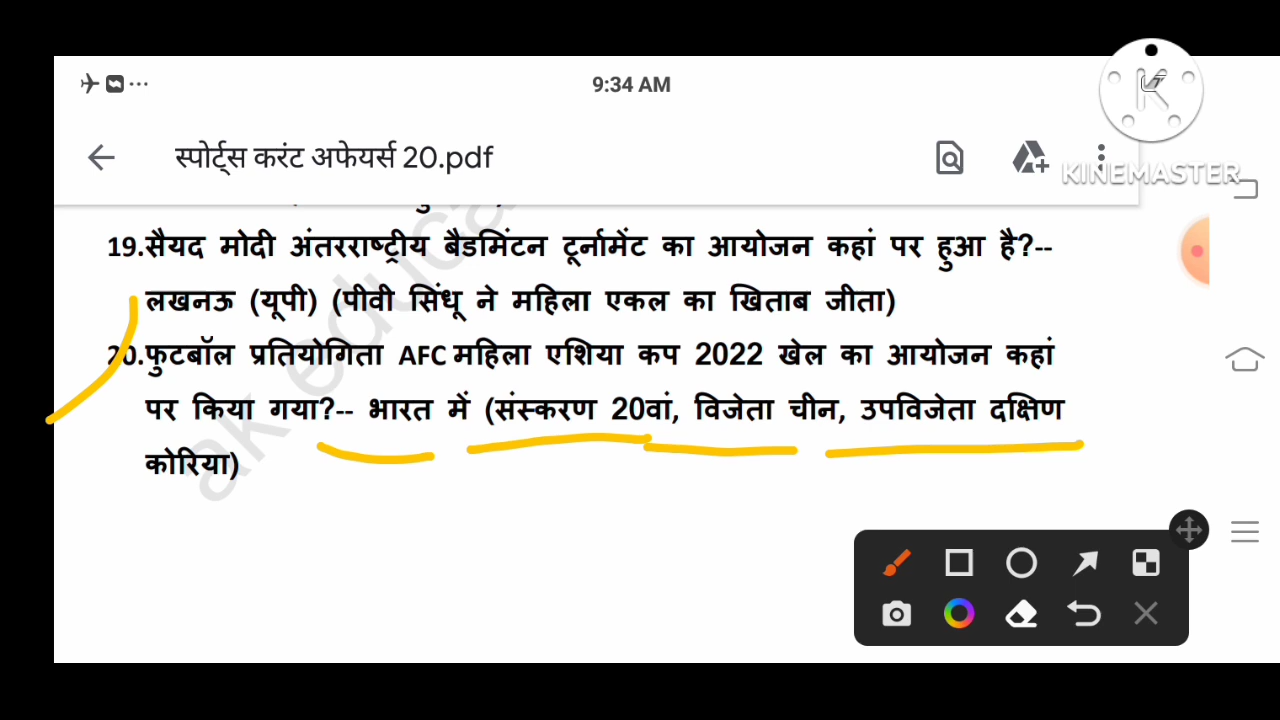 9:34 AM
स्पोर्ट्स करंट अफेयर्स 20.pdf
KINEMASTER
19.सैयद मोदी अंतरराष्ट्रीय बैडमिंटन टूर्नामेंट का आयोजन कहां पर हुआ है?--
लखनऊ (यूपी) (पीवी सिंधू ने महिला एकल का खिताब जीता)
20.फुटबॉल प्रतियोगिता AFC महिला एशिया कप 2022 खेल का आयोजन कहां
पर किया गया?-- भारत में (संस्करण 20वां, विजेता चीन, उपविजेता दक्षिण
कोरिया)
ak educa